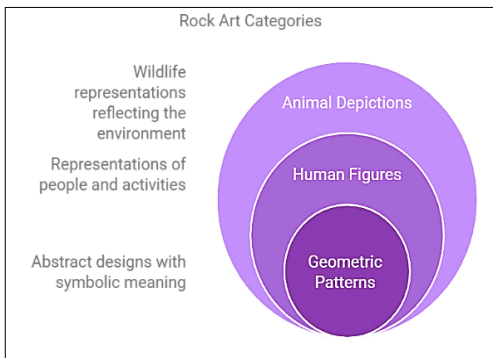 Rock Art Categories
Wildlife
representations
reflecting the
environment
Animal Depictions
Representations of
people and activities
Human Figures
Abstract designs with
symbolic meaning
Geometric
Patterns